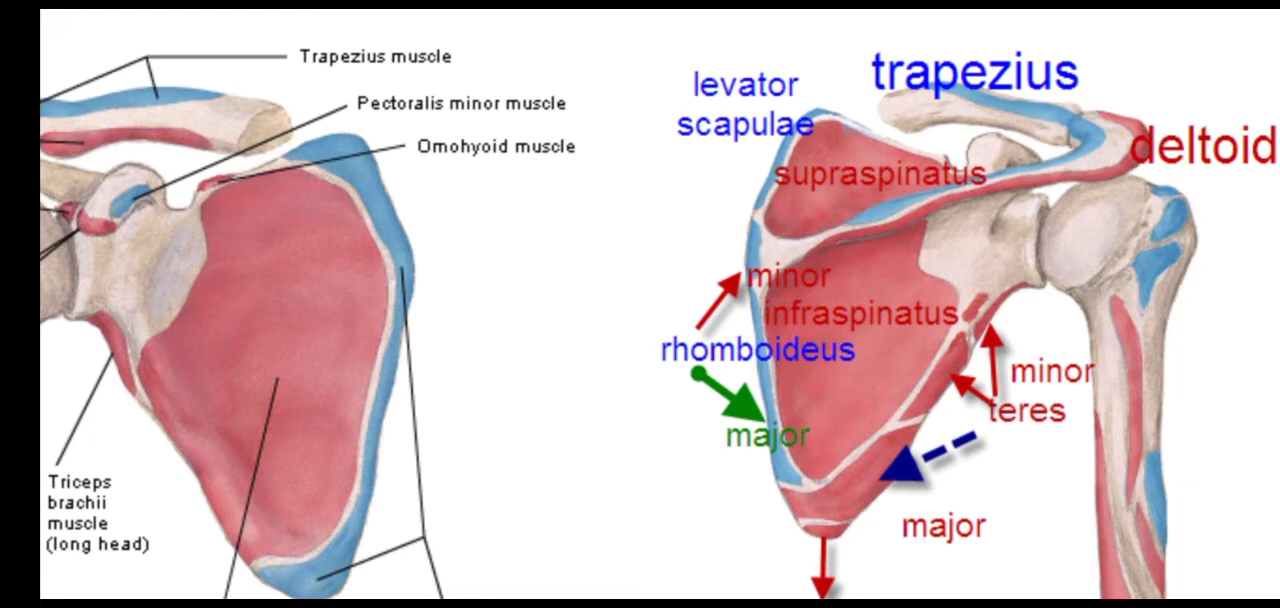 Trapezius muscle
Pectoralis minor muscle
Omohyoid muscle
Triceps
brachii
muscle
(long head)
levator
scapulae
trapezius
deltoid
supraspinatus
minor
infraspinatus
rhomboideus
major
minor
teres
major